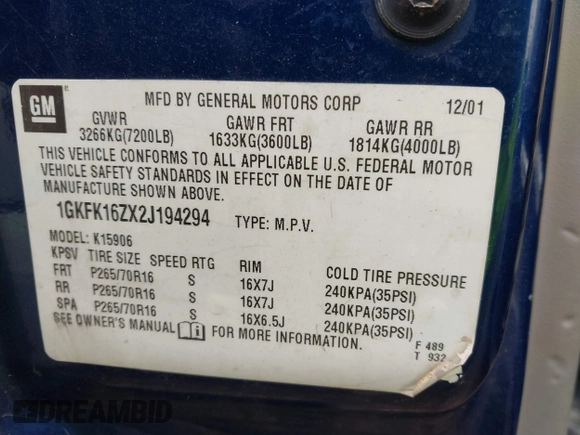 GM
MFD BY GENERAL MOTORS CORP 12/01
GVWR GAWR FRT GAWR RR
3266KG(7200LB) 1633KG(3600LB) 1814KG(4000LB)
THIS VEHICLE CONFORMS TO ALL APPLICABLE U.S. FEDERAL MOTOR
VEHICLE SAFETY STANDARDS IN EFFECT ON THE DATE OF
MANUFACTURE SHOWN ABOVE.
1GKFK16ZX2J194294 TYPE: M.P.V.
MODEL: K15906
KPSV TIRE SIZE SPEED RTG RIM COLD TIRE PRESSURE
FRT P265/70R16 S 16X7J 240KPA(35PSI)
RR P265/70R16 S 16X7J 240KPA(35PSI)
SPA P265/70R16 S 16X6.5J 240KPA(35PSI)
SEE OWNER'S MANUAL FOR MORE INFORMATION.
F 489
T 932
DREAMBID